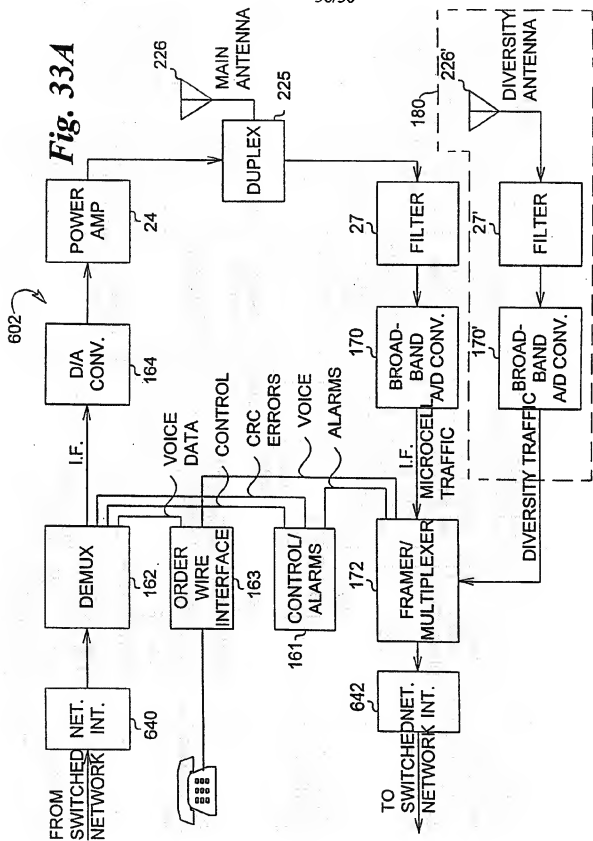 Fig. 33A
602
FROM
SWITCHED
NETWORK
NET.
INT.
640
DEMUX
162
I.F.
D/A
CONV.
164
POWER
AMP
24
226
MAIN
ANTENNA
DUPLEX
225
VOICE
DATA
CONTROL
CRC
ERRORS
VOICE
ALARMS
ORDER
WIRE
INTERFACE
163
CONTROL/
ALARMS
161
TO
SWITCHED
NETWORK
NET.
INT.
642
FRAMER/
MULTIPLEXER
172
I.F.
MICROCELL
TRAFFIC
BROAD-
BAND
A/D CONV.
170
FILTER
27
DIVERSITY TRAFFIC
BROAD-
BAND
A/D CONV.
170'
FILTER
27'
180
226'
DIVERSITY
ANTENNA